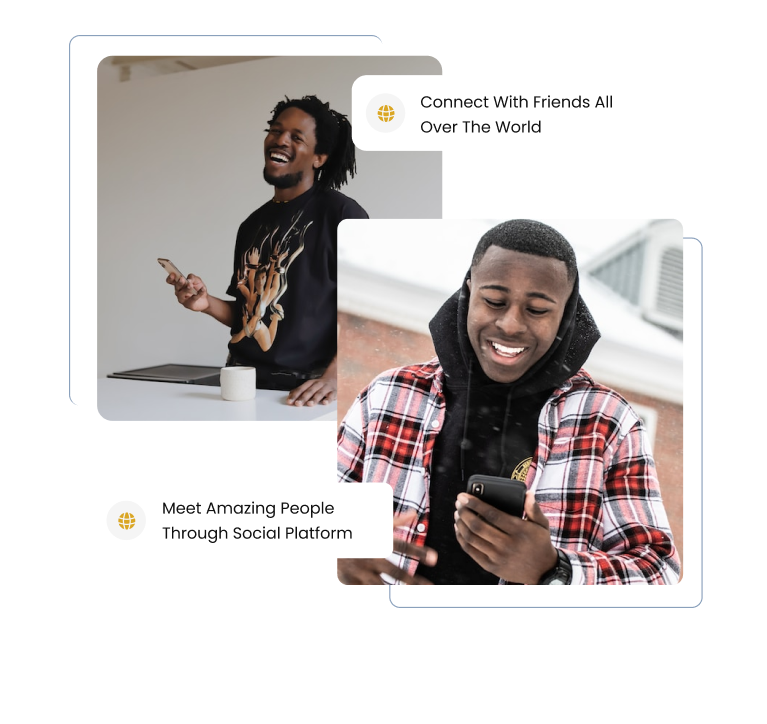 Connect With Friends All
Over The World
Meet Amazing People
Through Social Platform